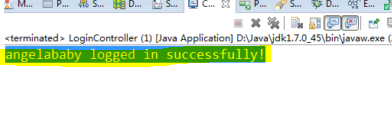 M... P... S... D... S... C... P... D... E...
<terminated> LoginController (1) [Java Application] D:\Java\jdk1.7.0_45\bin\javaw.exe (
angelababy logged in successfully!